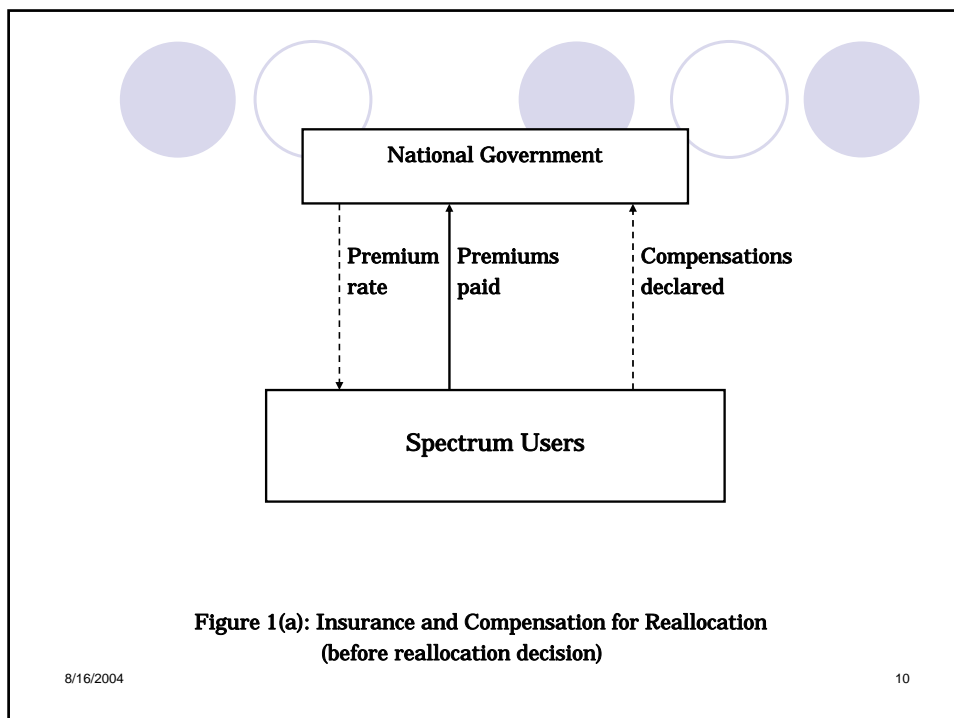 National Government
Premium
rate
Premiums
paid
Compensations
declared
Spectrum Users
Figure 1(a): Insurance and Compensation for Reallocation
(before reallocation decision)
8/16/2004
10